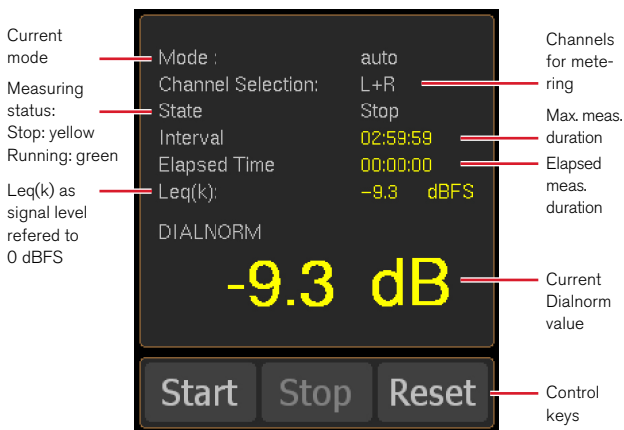 Current
mode
Measuring
status:
Stop: yellow
Running: green
Leq(k) as
signal level
refered to
0 dBFS
Mode : auto
Channel Selection: L+R
State Stop
Interval 02:59:59
Elapsed Time 00:00:00
Leq(k): -9.3 dBFS
DIALNORM
-9.3 dB
Start Stop Reset
Channels
for mete-
ring
Max. meas.
duration
Elapsed
meas.
duration
Current
Dialnorm
value
Control
keys